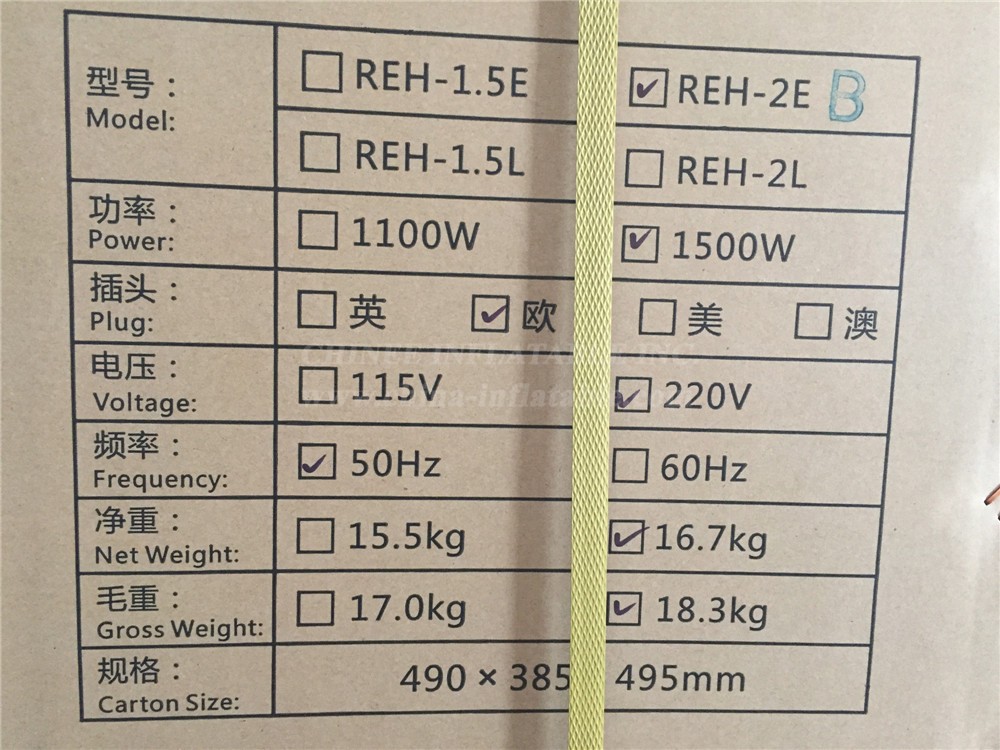 型号：
Model:
REH-1.5E
✓ REH-2E B
REH-1.5L
REH-2L
功率：
Power:
1100W
✓ 1500W
插头：
Plug:
英 ✓ 欧 美 澳
电压：
Voltage:
115V
✓ 220V
频率：
Frequency:
✓ 50Hz
60Hz
净重：
Net Weight:
15.5kg
✓ 16.7kg
毛重：
Gross Weight:
17.0kg
✓ 18.3kg
规格：
Carton Size:
490 × 385 495mm